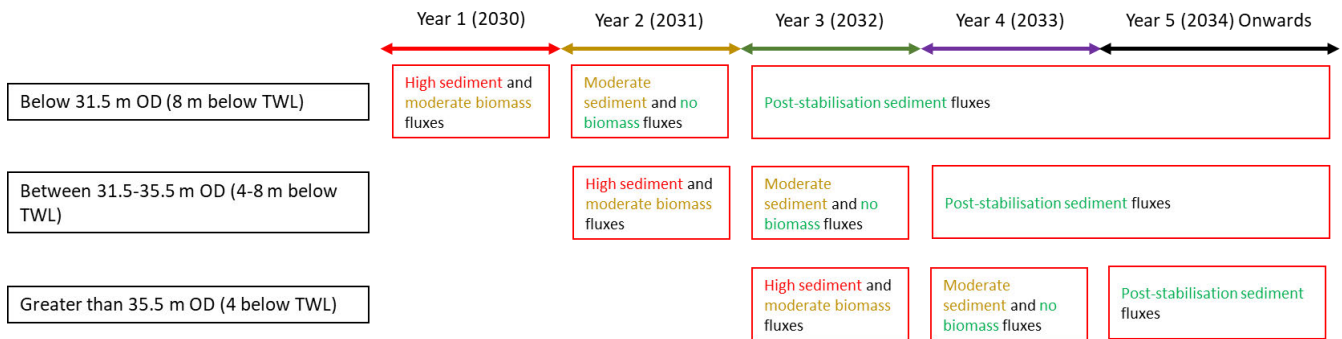 Year 1 (2030)
Year 2 (2031)
Year 3 (2032)
Year 4 (2033)
Year 5 (2034) Onwards
Below 31.5 m OD (8 m below TWL)
High sediment and
moderate biomass
fluxes
Moderate
sediment and no
biomass fluxes
Post-stabilisation sediment fluxes
Between 31.5-35.5 m OD (4-8 m below
TWL)
High sediment and
moderate biomass
fluxes
Moderate
sediment and no
biomass fluxes
Post-stabilisation sediment fluxes
Greater than 35.5 m OD (4 below TWL)
High sediment and
moderate biomass
fluxes
Moderate
sediment and no
biomass fluxes
Post-stabilisation sediment
fluxes